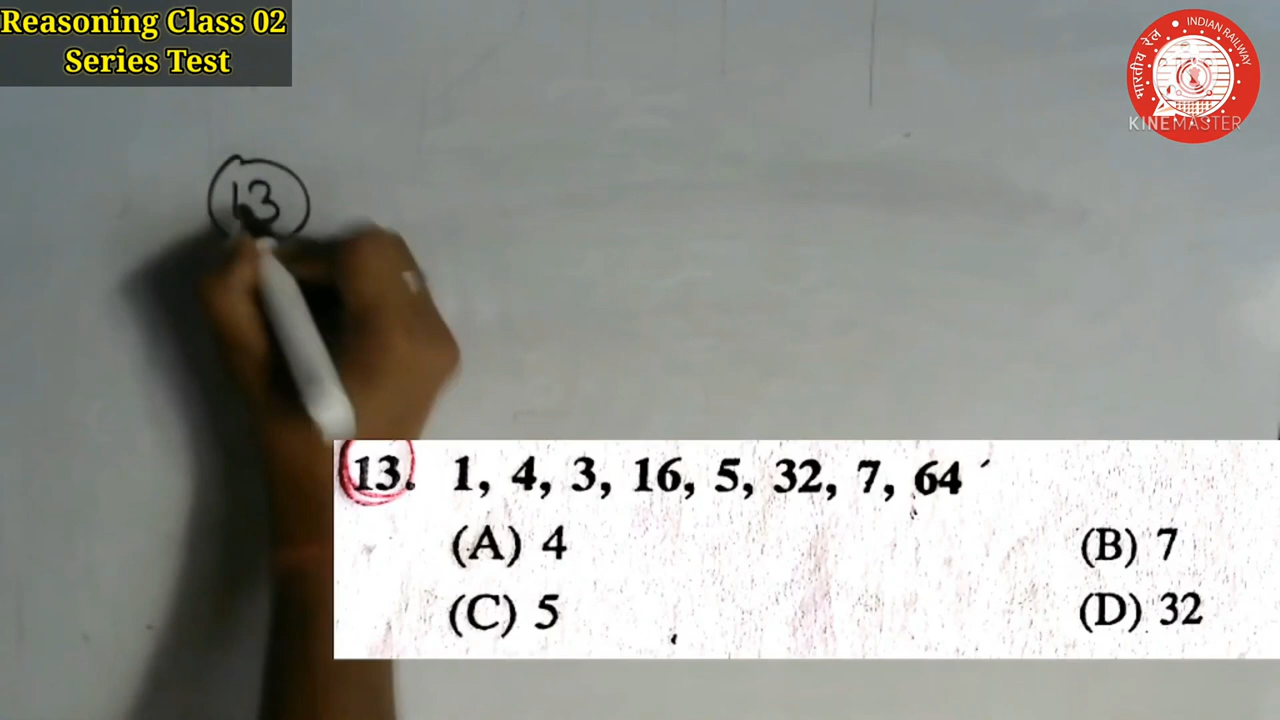 Reasoning Class 02
Series Test
भारतीय रेल • INDIAN RAILWAY
KINEMASTER
13
13. 1, 4, 3, 16, 5, 32, 7, 64
(A) 4 (B) 7
(C) 5 (D) 32